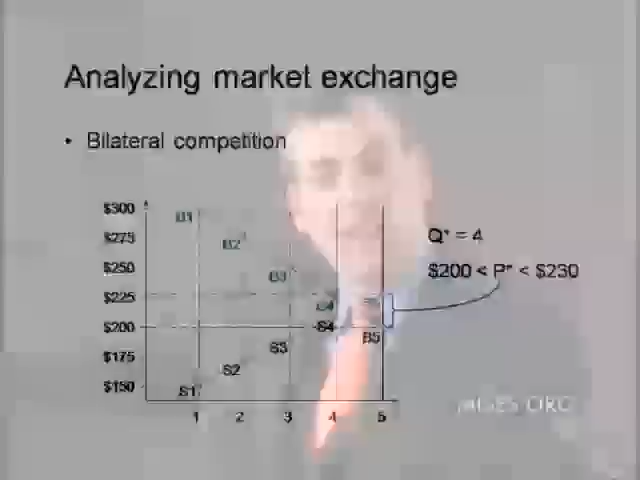 Analyzing market exchange
• Bilateral competition
$300
$275
$250
$225
$200
$175
$150
B1
B2
B3
S4
B5
S3
S2
S1
1 2 3 4 5
Q* = 4
$200 < P* < $230